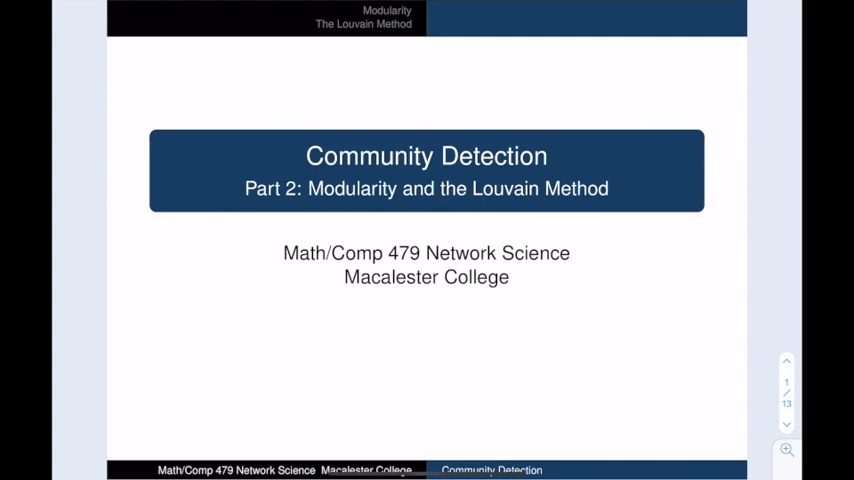 Modularity
The Louvain Method
Community Detection
Part 2: Modularity and the Louvain Method
Math/Comp 479 Network Science
Macalester College
1
/
13
Math/Comp 479 Network Science Macalester College
Community Detection